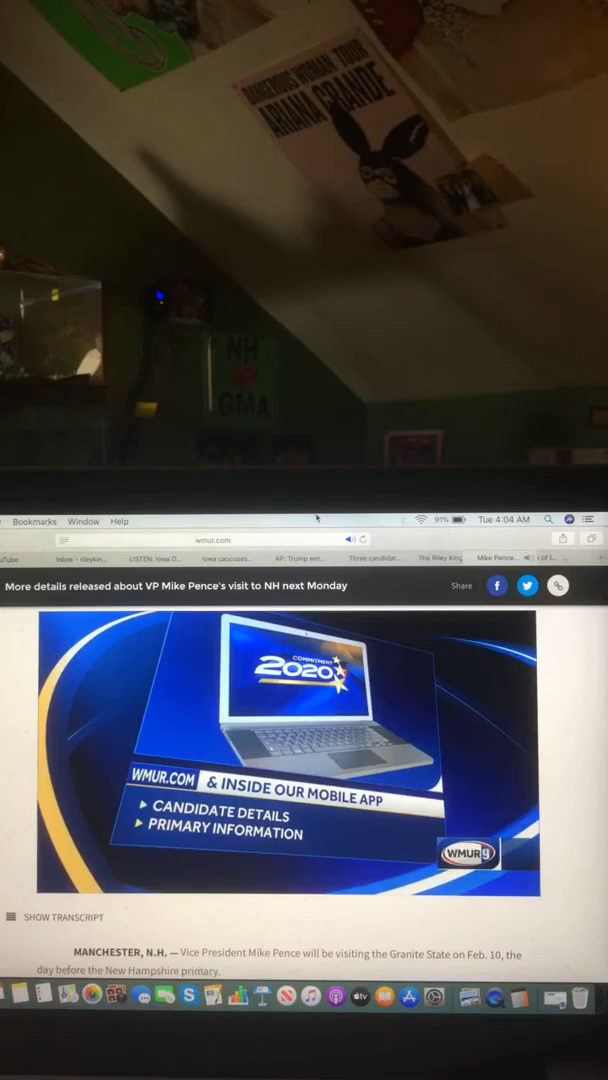 DANGEROUS WOMAN TOUR
ARIANA GRANDE
NH
GMA
Bookmarks Window Help
91% Tue 4:04 AM
wmur.com
uTube Inbox - rileykin... LISTEN: Iowa D... Iowa caucuses... AP: Trump win... Three candidat... The Riley King Mike Pence...
More details released about VP Mike Pence's visit to NH next Monday
Share
COMMITMENT
2020
WMUR.COM & INSIDE OUR MOBILE APP
CANDIDATE DETAILS
PRIMARY INFORMATION
WMUR 9
SHOW TRANSCRIPT
MANCHESTER, N.H. — Vice President Mike Pence will be visiting the Granite State on Feb. 10, the
day before the New Hampshire primary.